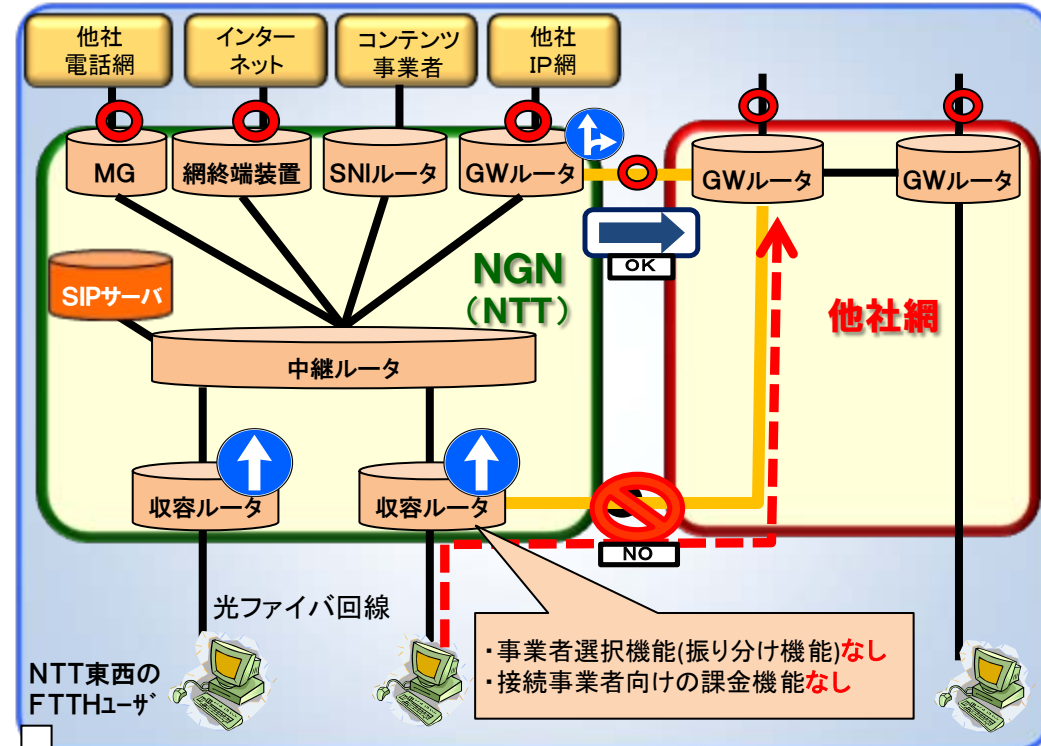 他社
電話網
インター
ネット
コンテンツ
事業者
他社
IP網
MG
網終端装置
SNIルータ
GWルータ
GWルータ
GWルータ
OK
NGN
(NTT)
SIPサーバ
他社網
中継ルータ
収容ルータ
収容ルータ
NO
光ファイバ回線
・事業者選択機能(振り分け機能)なし
・接続事業者向けの課金機能なし
NTT東西の
FTTHユーザ